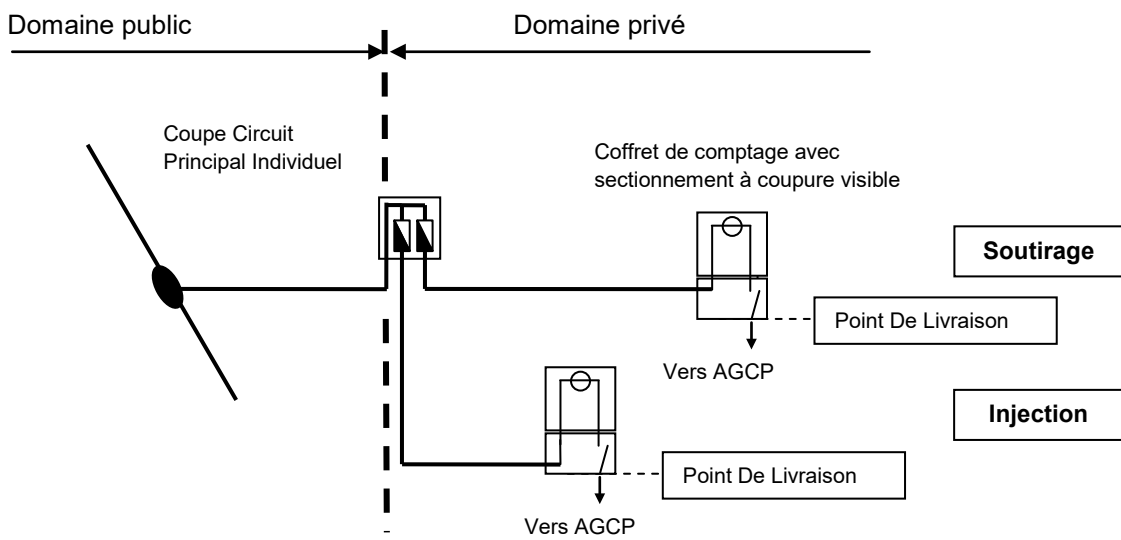 Domaine public
Domaine privé
Coupe Circuit
Principal Individuel
Coffret de comptage avec
sectionnement à coupure visible
Soutirage
Point De Livraison
Vers AGCP
Injection
Point De Livraison
Vers AGCP